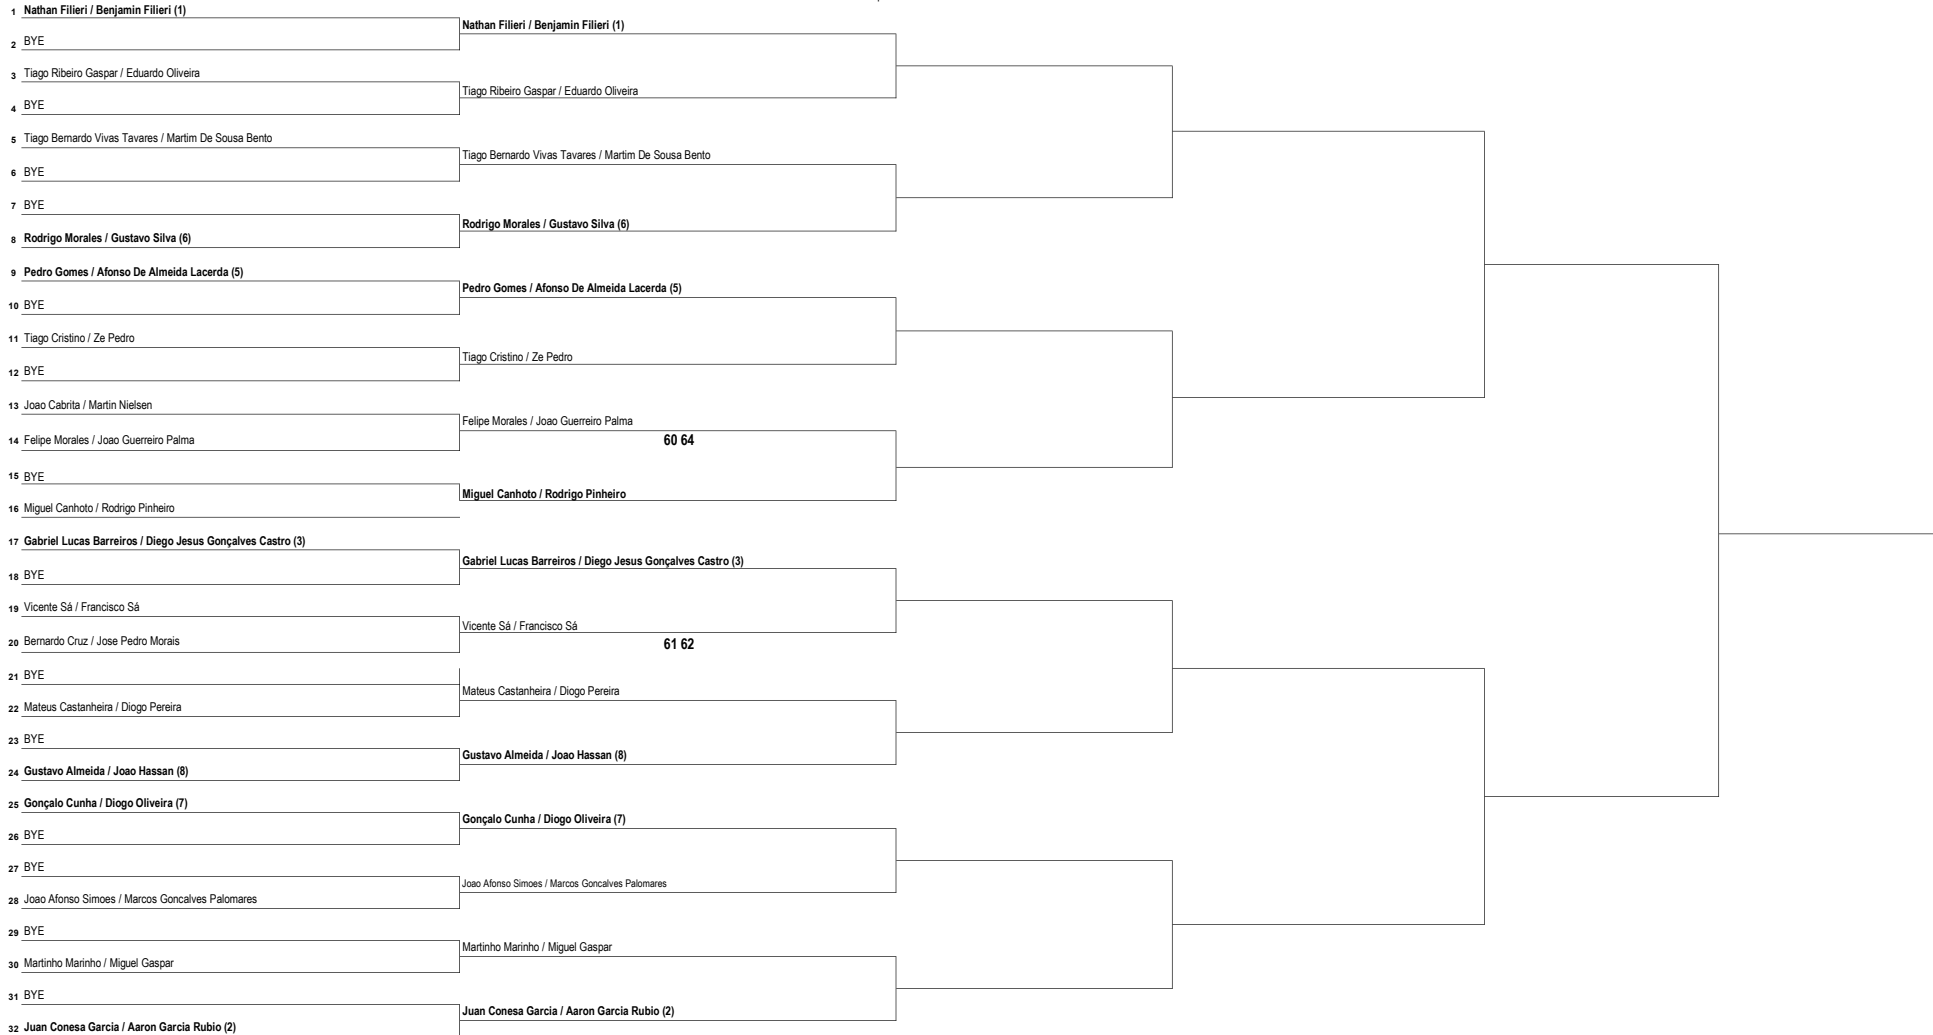 1 Nathan Filieri / Benjamin Filieri (1)
Nathan Filieri / Benjamin Filieri (1)
2 BYE
3 Tiago Ribeiro Gaspar / Eduardo Oliveira
Tiago Ribeiro Gaspar / Eduardo Oliveira
4 BYE
5 Tiago Bernardo Vivas Tavares / Martim De Sousa Bento
Tiago Bernardo Vivas Tavares / Martim De Sousa Bento
6 BYE
7 BYE
Rodrigo Morales / Gustavo Silva (6)
8 Rodrigo Morales / Gustavo Silva (6)
9 Pedro Gomes / Afonso De Almeida Lacerda (5)
Pedro Gomes / Afonso De Almeida Lacerda (5)
10 BYE
11 Tiago Cristino / Ze Pedro
Tiago Cristino / Ze Pedro
12 BYE
13 Joao Cabrita / Martin Nielsen
Felipe Morales / Joao Guerreiro Palma
14 Felipe Morales / Joao Guerreiro Palma
60 64
15 BYE
Miguel Canhoto / Rodrigo Pinheiro
16 Miguel Canhoto / Rodrigo Pinheiro
17 Gabriel Lucas Barreiros / Diego Jesus Gonçalves Castro (3)
Gabriel Lucas Barreiros / Diego Jesus Gonçalves Castro (3)
18 BYE
19 Vicente Sá / Francisco Sá
Vicente Sá / Francisco Sá
20 Bernardo Cruz / Jose Pedro Morais
61 62
21 BYE
Mateus Castanheira / Diogo Pereira
22 Mateus Castanheira / Diogo Pereira
23 BYE
Gustavo Almeida / Joao Hassan (8)
24 Gustavo Almeida / Joao Hassan (8)
25 Gonçalo Cunha / Diogo Oliveira (7)
Gonçalo Cunha / Diogo Oliveira (7)
26 BYE
27 BYE
Joao Afonso Simoes / Marcos Goncalves Palomares
28 Joao Afonso Simoes / Marcos Goncalves Palomares
29 BYE
Martinho Marinho / Miguel Gaspar
30 Martinho Marinho / Miguel Gaspar
31 BYE
Juan Conesa Garcia / Aaron Garcia Rubio (2)
32 Juan Conesa Garcia / Aaron Garcia Rubio (2)